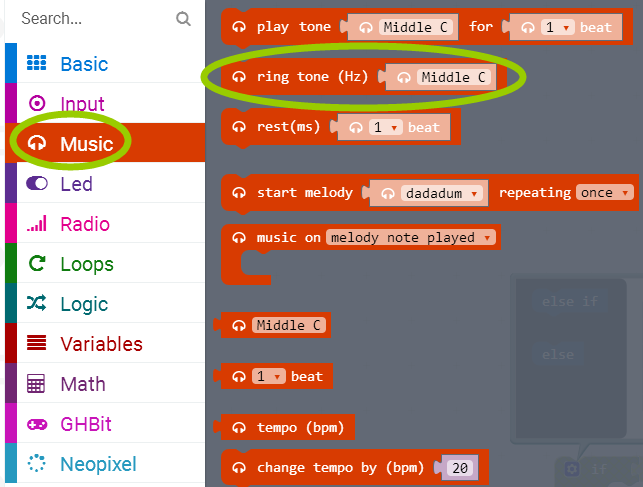 Search...
Basic
Input
Music
Led
Radio
Loops
Logic
Variables
Math
GHBit
Neopixel
play tone Middle C for 1 beat
ring tone (Hz) Middle C
rest(ms) 1 beat
start melody dadadum repeating once
music on melody note played
Middle C
1 beat
tempo (bpm)
change tempo by (bpm) 20
else if
else
if